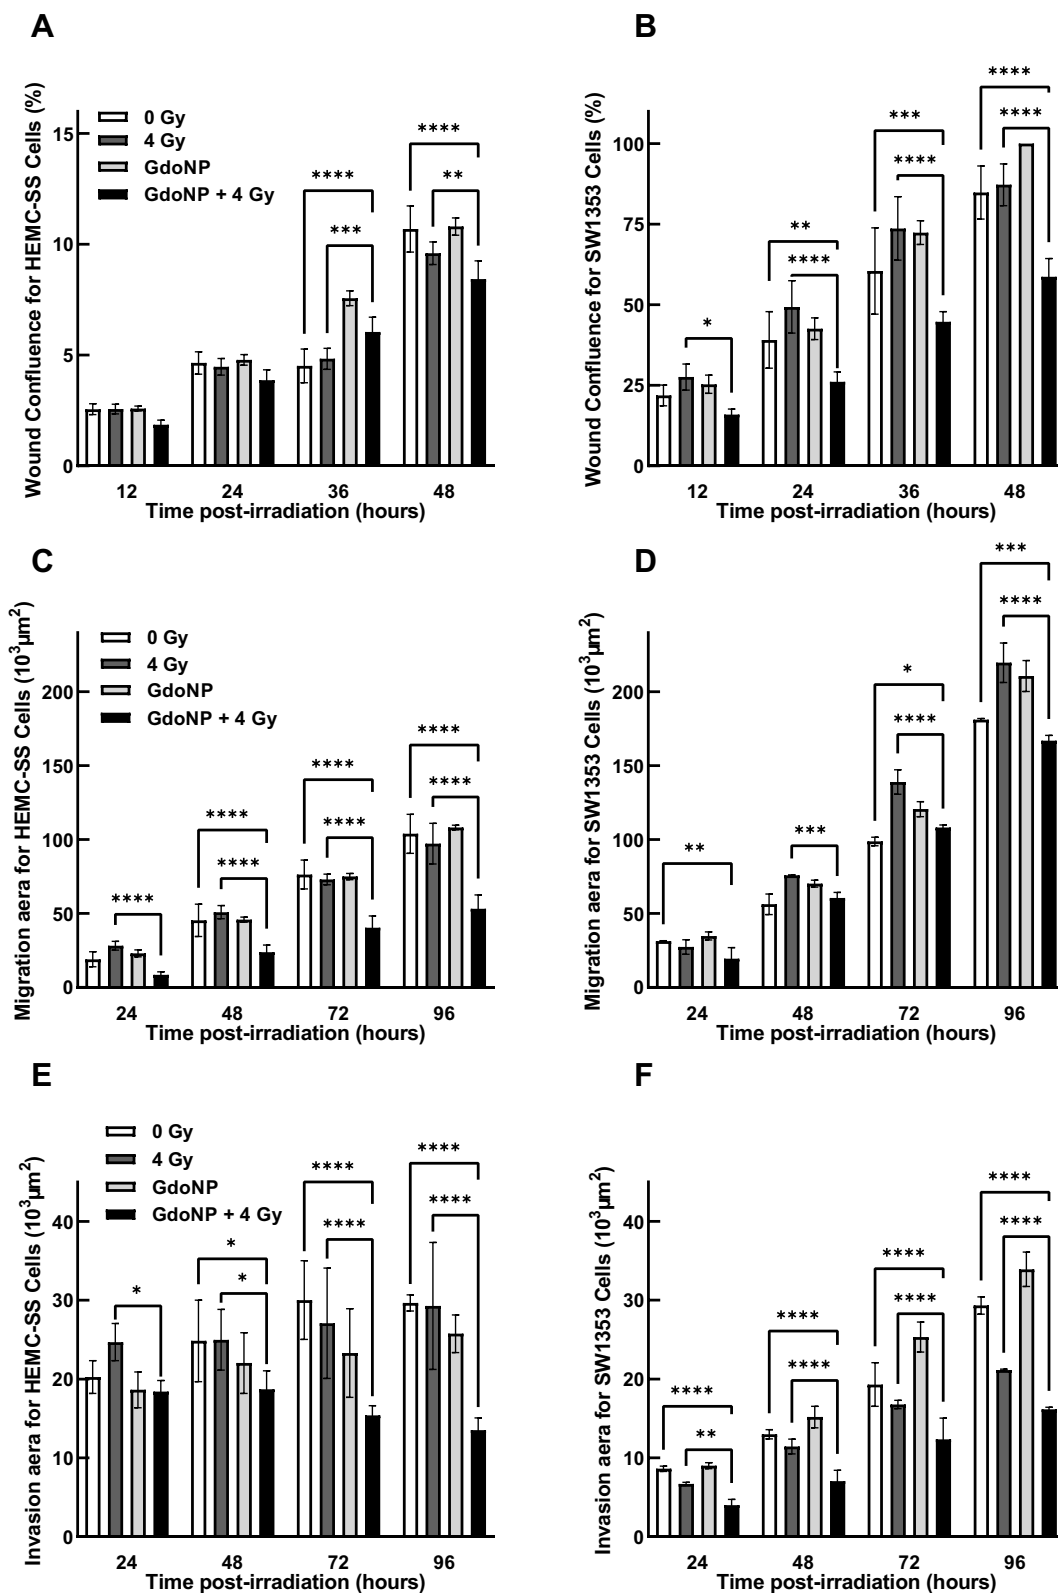 A
Wound Confluence for HEMC-SS Cells (%)
0 Gy
4 Gy
GdoNP
GdoNP + 4 Gy
****
**
****
***
15
10
5
0
12 24 36 48
Time post-irradiation (hours)
B
Wound Confluence for SW1353 Cells (%)
****
****
***
****
**
****
*
100
75
50
25
0
12 24 36 48
Time post-irradiation (hours)
C
Migration aera for HEMC-SS Cells (10³µm²)
0 Gy
4 Gy
GdoNP
GdoNP + 4 Gy
****
****
****
****
****
****
****
200
150
100
50
0
24 48 72 96
Time post-irradiation (hours)
D
Migration aera for SW1353 Cells (10³µm²)
***
****
*
****
***
**
200
150
100
50
0
24 48 72 96
Time post-irradiation (hours)
E
Invasion aera for HEMC-SS Cells (10³µm²)
0 Gy
4 Gy
GdoNP
GdoNP + 4 Gy
****
****
****
****
*
*
*
40
30
20
10
0
24 48 72 96
Time post-irradiation (hours)
F
Invasion aera for SW1353 Cells (10³µm²)
****
****
****
****
****
****
****
**
40
30
20
10
0
24 48 72 96
Time post-irradiation (hours)